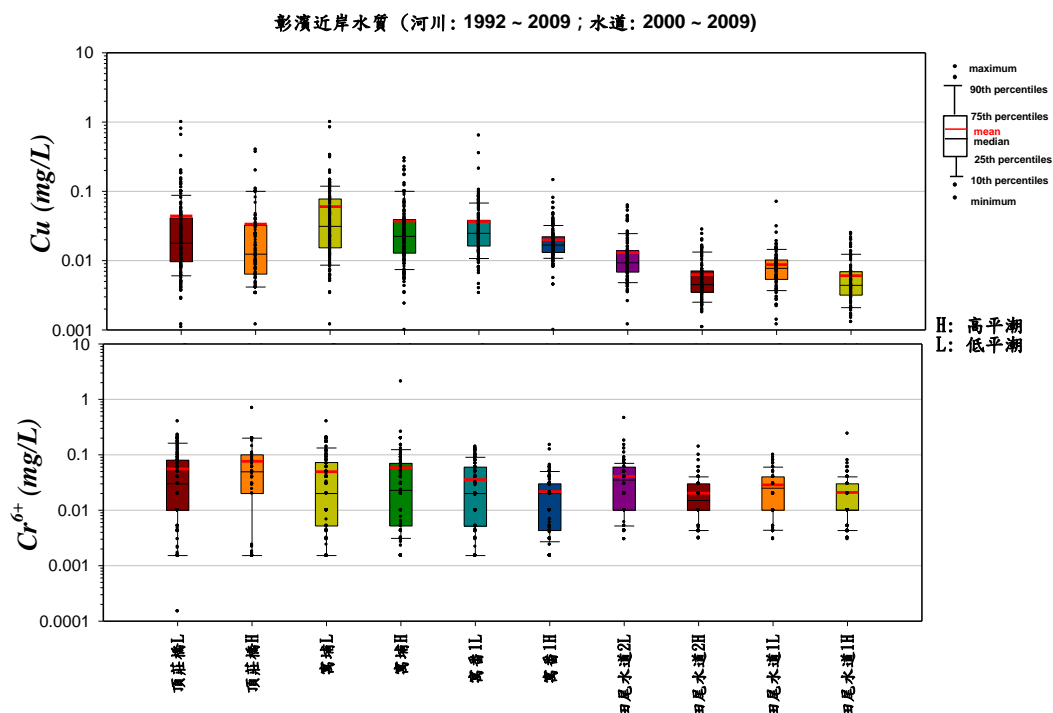 彰濱近岸水質 (河川: 1992 ~ 2009 ; 水道: 2000 ~ 2009)
Cu (mg/L)
10
1
0.1
0.01
0.001
maximum
90th percentiles
75th percentiles
mean
median
25th percentiles
10th percentiles
minimum
H: 高平潮
L: 低平潮
Cr6+ (mg/L)
10
1
0.1
0.01
0.001
0.0001
頂莊橋L
頂莊橋H
寓埔L
寓埔H
寓番1L
寓番1H
田尾水道2L
田尾水道2H
田尾水道1L
田尾水道1H